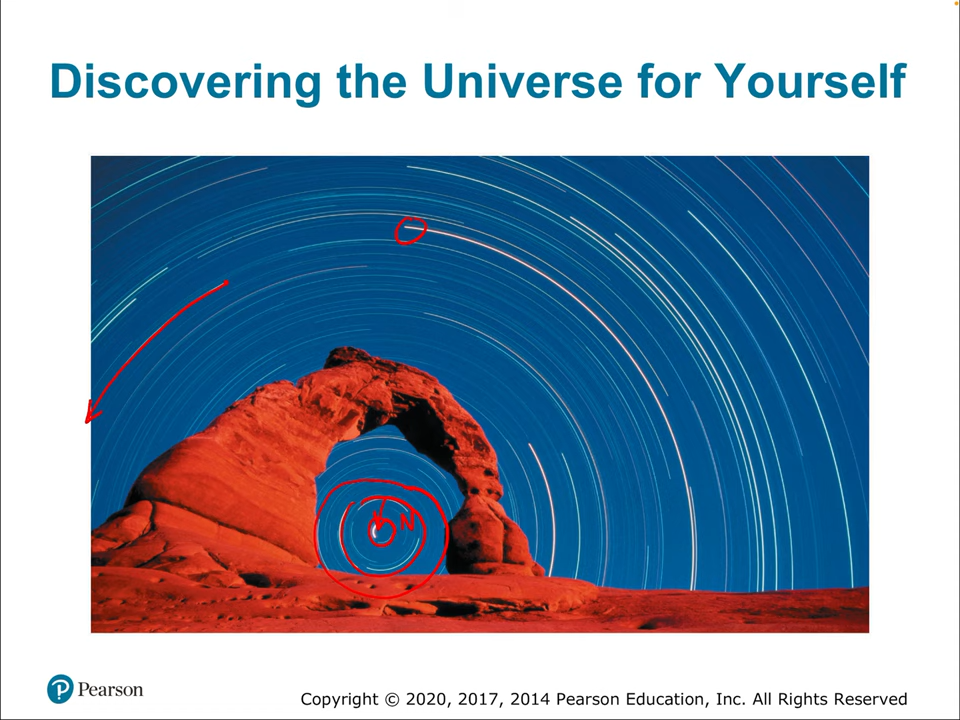 Discovering the Universe for Yourself
N
Pearson
Copyright © 2020, 2017, 2014 Pearson Education, Inc. All Rights Reserved